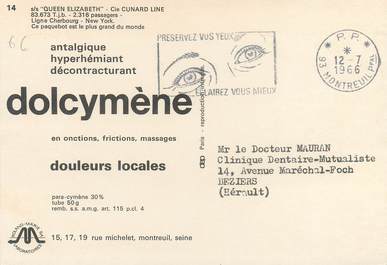 14
s/s "QUEEN ELIZABETH" - Cie CUNARD LINE
83.673 T.j.b. - 2.316 passagers -
Ligne Cherbourg - New York.
Ce paquebot est le plus grand du monde
66
antalgique
hyperhémiant
décontracturant
dolcymène
en onctions, frictions, massages
douleurs locales
para-cymène 30%
tube 50g
remb. s.s. a.m.g. art. 115 p.cl. 4
15, 17, 19 rue michelet, montreuil, seine
PRESERVEZ VOS YEUX
ECLAIREZ VOUS MIEUX
* P.P. *
12-7
1966
93 MONTREUIL PPAL
Paris - reproduction
Mr le Docteur MAURAN
Clinique Dentaire-Mutualiste
14, Avenue Maréchal-Foch
BEZIERS
(Hérault)